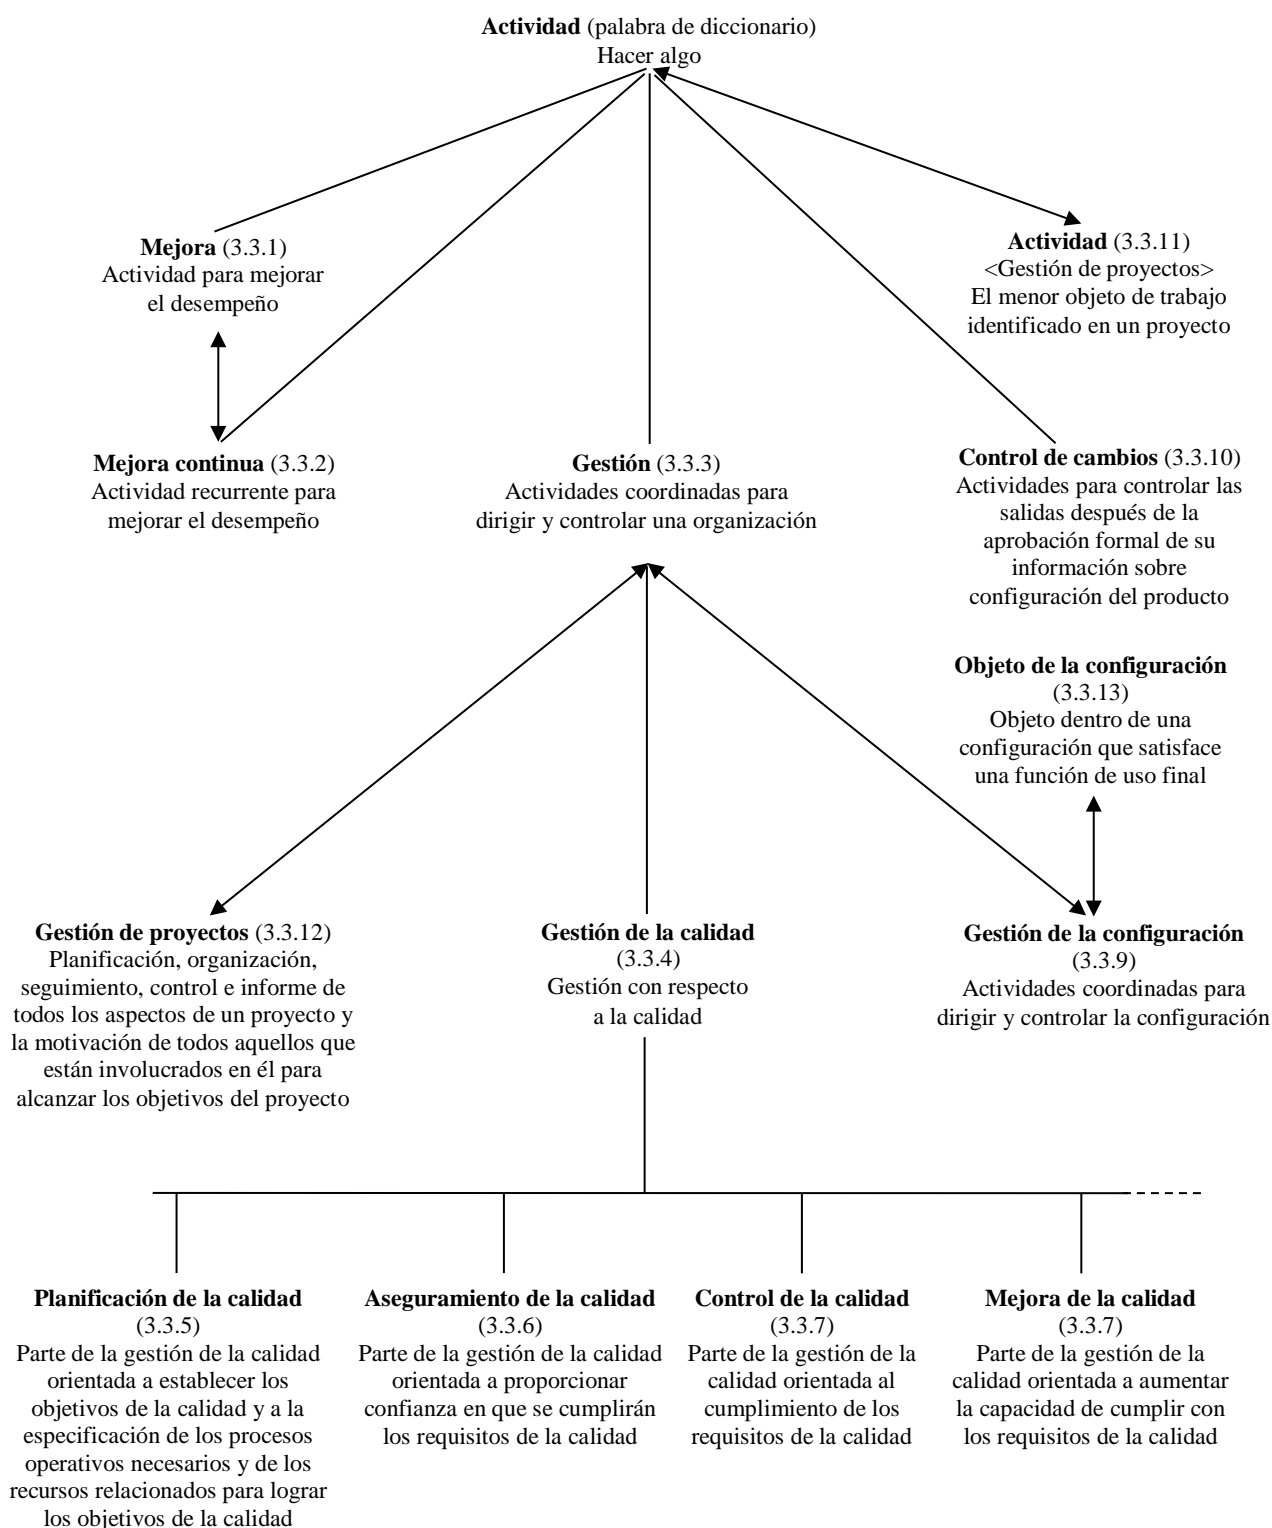 Actividad (palabra de diccionario)
Hacer algo
Mejora (3.3.1)
Actividad para mejorar
el desempeño
Actividad (3.3.11)
<Gestión de proyectos>
El menor objeto de trabajo
identificado en un proyecto
Mejora continua (3.3.2)
Actividad recurrente para
mejorar el desempeño
Gestión (3.3.3)
Actividades coordinadas para
dirigir y controlar una organización
Control de cambios (3.3.10)
Actividades para controlar las
salidas después de la
aprobación formal de su
información sobre
configuración del producto
Objeto de la configuración
(3.3.13)
Objeto dentro de una
configuración que satisface
una función de uso final
Gestión de proyectos (3.3.12)
Planificación, organización,
seguimiento, control e informe de
todos los aspectos de un proyecto y
la motivación de todos aquellos que
están involucrados en él para
alcanzar los objetivos del proyecto
Gestión de la calidad
(3.3.4)
Gestión con respecto
a la calidad
Gestión de la configuración
(3.3.9)
Actividades coordinadas para
dirigir y controlar la configuración
Planificación de la calidad
(3.3.5)
Parte de la gestión de la calidad
orientada a establecer los
objetivos de la calidad y a la
especificación de los procesos
operativos necesarios y de los
recursos relacionados para lograr
los objetivos de la calidad
Aseguramiento de la calidad
(3.3.6)
Parte de la gestión de la calidad
orientada a proporcionar
confianza en que se cumplirán
los requisitos de la calidad
Control de la calidad
(3.3.7)
Parte de la gestión de la
calidad orientada al
cumplimiento de los
requisitos de la calidad
Mejora de la calidad
(3.3.7)
Parte de la gestión de la
calidad orientada a aumentar
la capacidad de cumplir con
los requisitos de la calidad